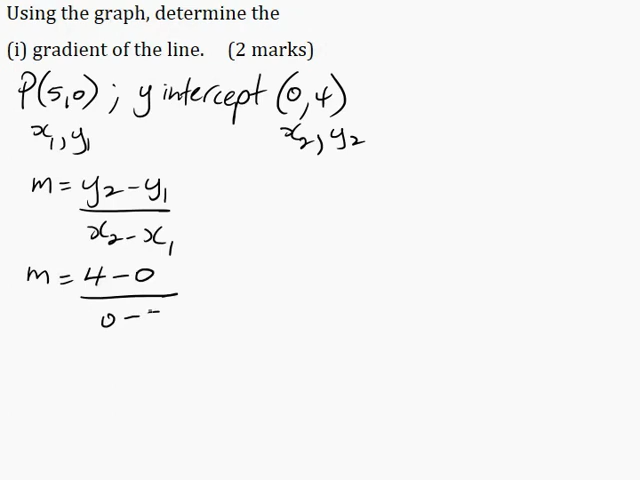 Using the graph, determine the
(i) gradient of the line. (2 marks)
P(5,0) ; y intercept (0,4)
x₁, y₁ x₂, y₂
m = y₂ - y₁
x₂ - x₁
m = 4 - 0
0 -